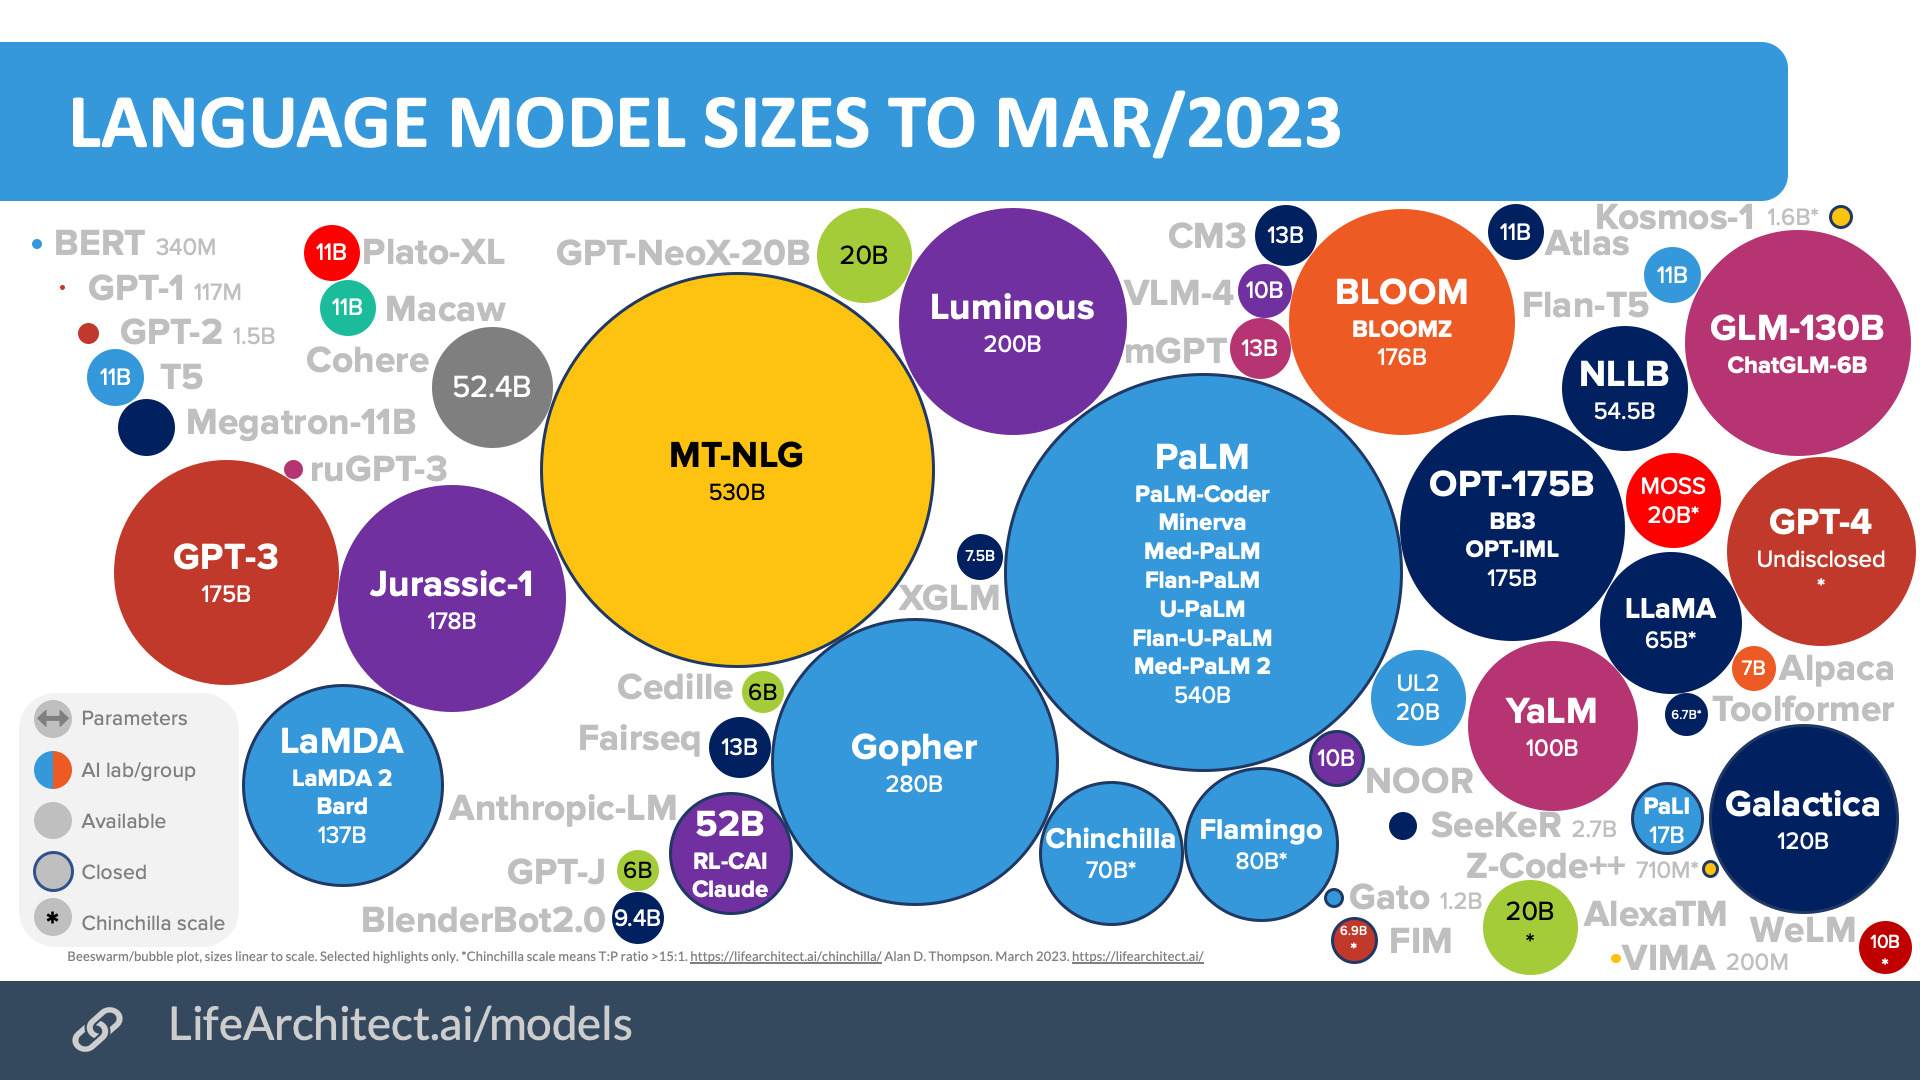 LANGUAGE MODEL SIZES TO MAR/2023
BERT 340M
GPT-1 117M
GPT-2 1.5B
11B T5
Megatron-11B
ruGPT-3
11B Plato-XL
11B Macaw
Cohere
52.4B
GPT-NeoX-20B
20B
GPT-3
175B
Jurassic-1
178B
MT-NLG
530B
Luminous
200B
CM3 13B
VLM-4 10B
mGPT 13B
BLOOM
BLOOMZ
176B
11B Atlas
Kosmos-1 1.6B*
11B
Flan-T5
GLM-130B
ChatGLM-6B
NLLB
54.5B
PaLM
PaLM-Coder
Minerva
Med-PaLM
Flan-PaLM
U-PaLM
Flan-U-PaLM
Med-PaLM 2
540B
7.5B
XGLM
OPT-175B
BB3
OPT-IML
175B
MOSS
20B*
GPT-4
Undisclosed
*
LLaMA
65B*
7B Alpaca
6.7B* Toolformer
UL2
20B
YaLM
100B
10B
NOOR
SeeKeR 2.7B
PaLI
17B
Galactica
120B
Z-Code++ 710M*
Gato 1.2B
6.9B
*
FIM
20B
*
AlexaTM
VIMA 200M
WeLM
10B
*
LaMDA
LaMDA 2
Bard
137B
Cedille 6B
Fairseq 13B
Gopher
280B
Anthropic-LM
52B
RL-CAI
Claude
GPT-J 6B
BlenderBot2.0 9.4B
Chinchilla
70B*
Flamingo
80B*
Parameters
AI lab/group
Available
Closed
* Chinchilla scale
Beeswarm/bubble plot, sizes linear to scale. Selected highlights only. *Chinchilla scale means T:P ratio >15:1. https://lifearchitect.ai/chinchilla/ Alan D. Thompson. March 2023. https://lifearchitect.ai/
LifeArchitect.ai/models